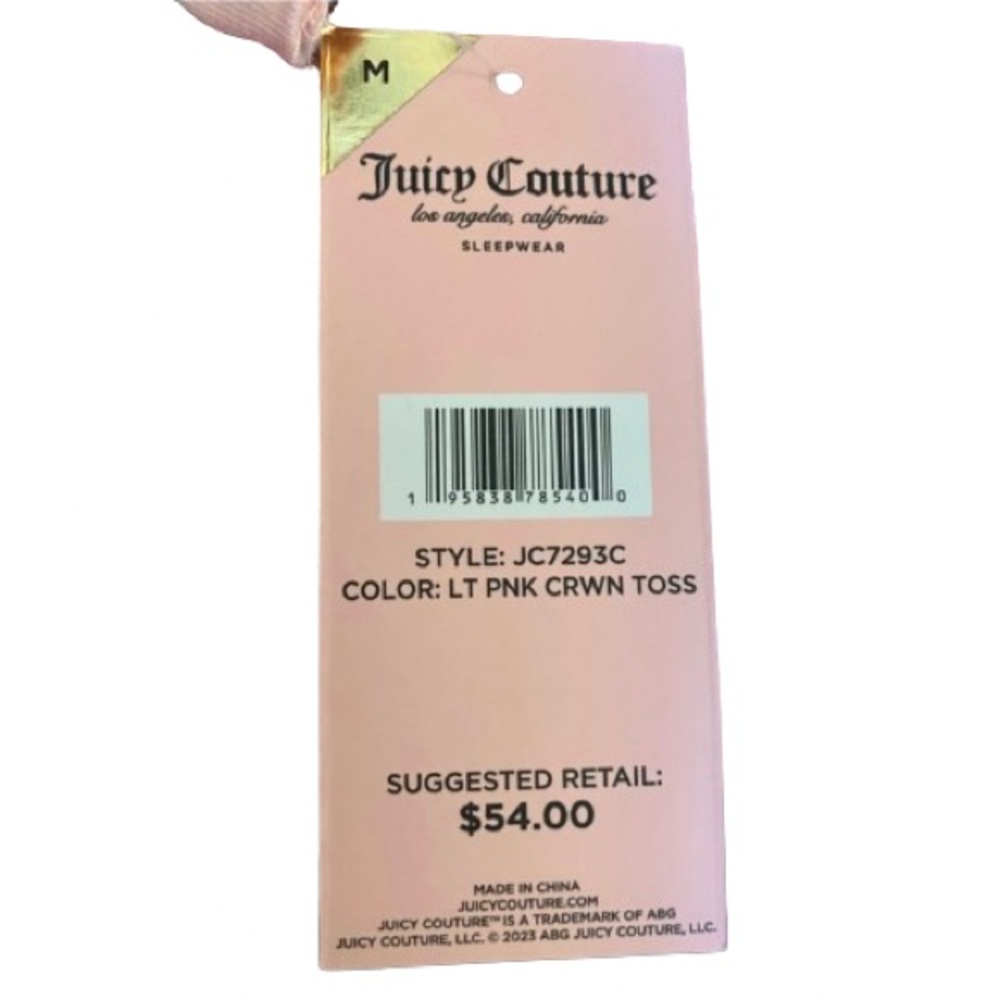 M
Juicy Couture
los angeles, california
SLEEPWEAR
1 95838 78540 0
STYLE: JC7293C
COLOR: LT PNK CRWN TOSS
SUGGESTED RETAIL:
$54.00
MADE IN CHINA
JUICYCOUTURE.COM
JUICY COUTURE™ IS A TRADEMARK OF ABG
JUICY COUTURE, LLC. © 2023 ABG JUICY COUTURE, LLC.